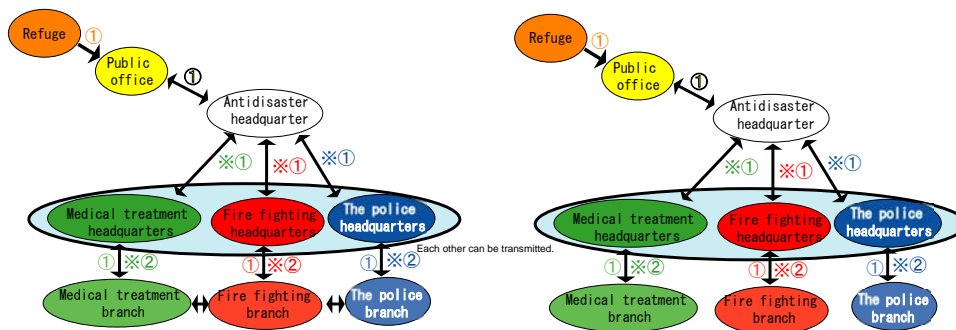 Refuge
①
Public
office
①
Antidisaster
headquarter
※①
※①
※①
Medical treatment
headquarters
Fire fighting
headquarters
The police
headquarters
Each other can be transmitted.
①※②
①※②
①※②
Medical treatment
branch
Fire fighting
branch
The police
branch
Refuge
①
Public
office
①
Antidisaster
headquarter
※①
※①
※①
Medical treatment
headquarters
Fire fighting
headquarters
The police
headquarters
①※②
①※②
①※②
Medical treatment
branch
Fire fighting
branch
The police
branch